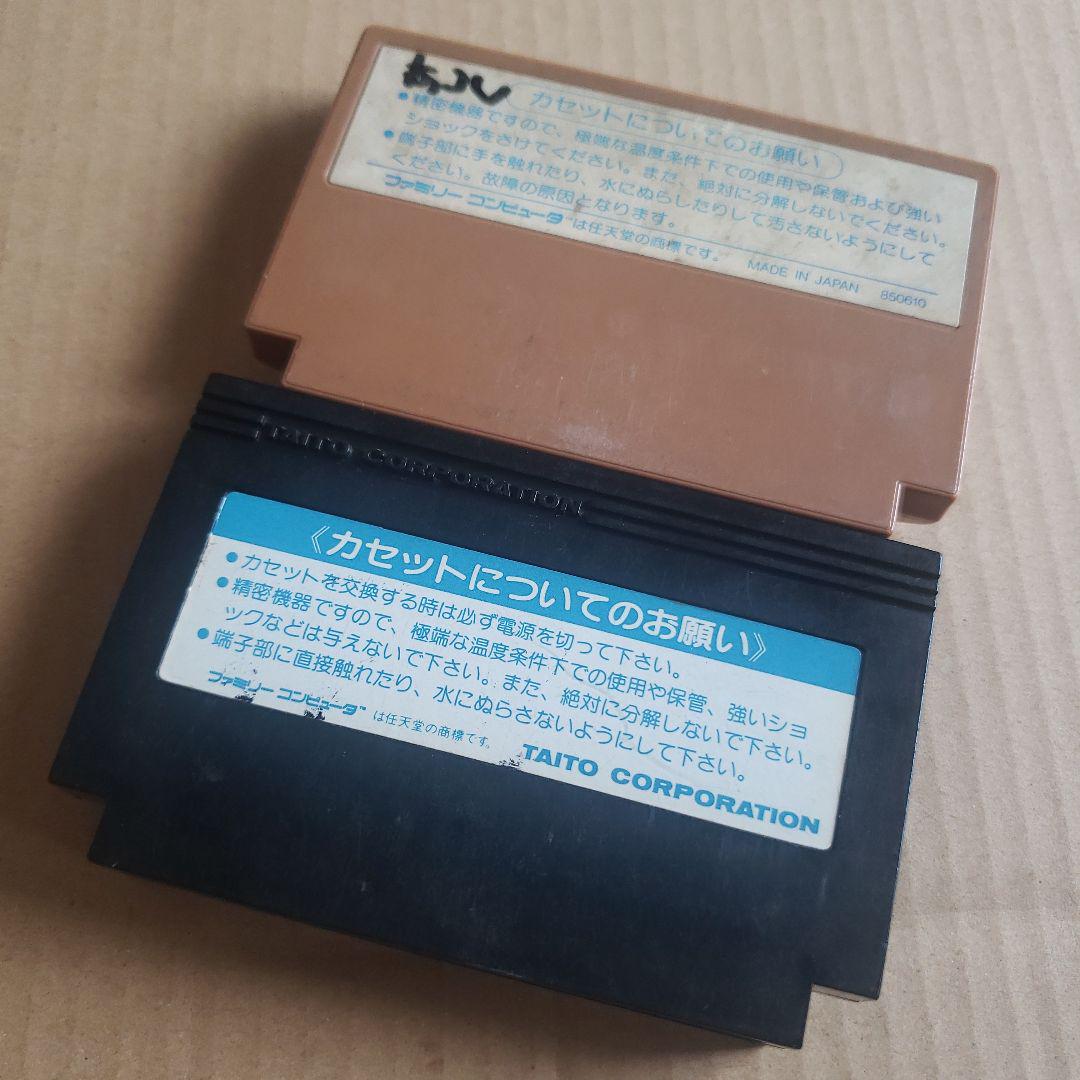 カセットについてのお願い
●精密機器ですので、極端な温度条件下での使用や保管および強い
ショックをさけてください。また、絶対に分解しないでください。
●端子部に手を触れたり、水にぬらしたりして汚さないようにして
ください。故障の原因となります。
ファミリー コンピュータ™は任天堂の商標です。 MADE IN JAPAN 850610
TAITO CORPORATION
《カセットについてのお願い》
●カセットを交換する時は必ず電源を切って下さい。
●精密機器ですので、極端な温度条件下での使用や保管、強いショ
ックなどは与えないで下さい。また、絶対に分解しないで下さい。
●端子部に直接触れたり、水にぬらさないようにして下さい。
ファミリー コンピュータ™は任天堂の商標です。 TAITO CORPORATION